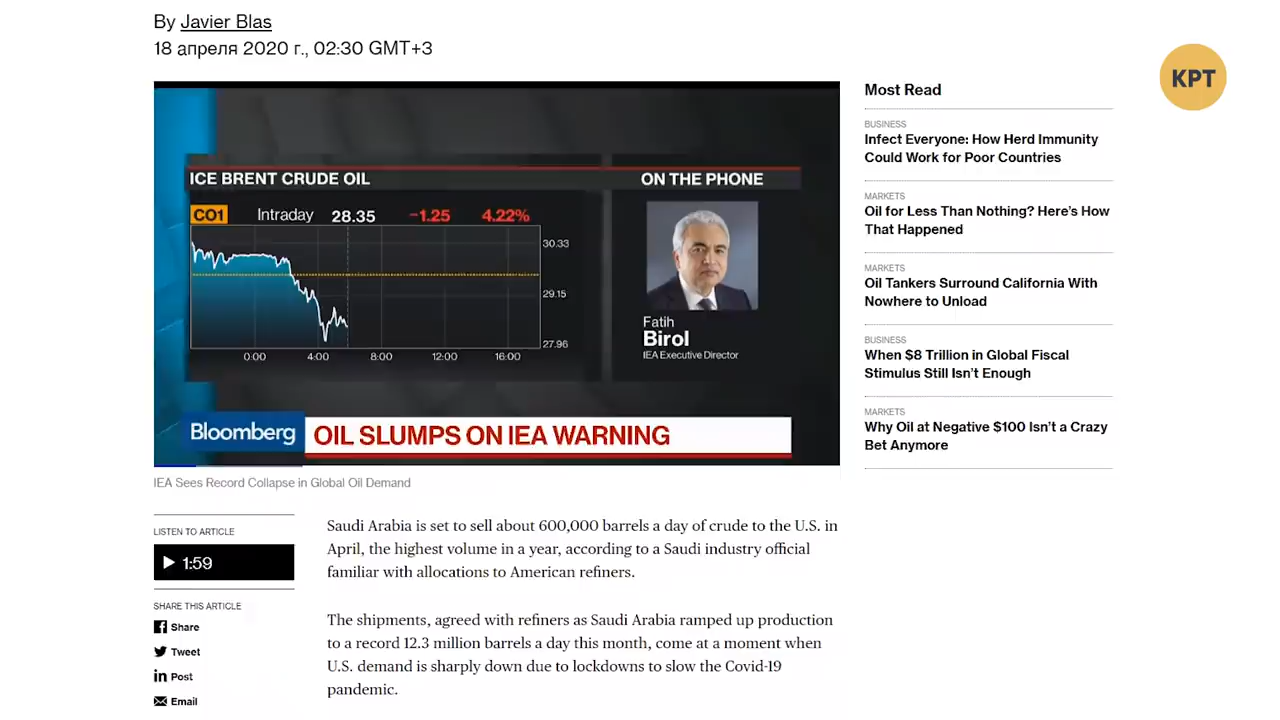 By Javier Blas
18 апреля 2020 г., 02:30 GMT+3
КРТ
ICE BRENT CRUDE OIL
ON THE PHONE
CO1 Intraday 28.35 -1.25 4.22%
30.33
29.15
27.96
0:00 4:00 8:00 12:00 16:00
Fatih
Birol
IEA Executive Director
Bloomberg
OIL SLUMPS ON IEA WARNING
IEA Sees Record Collapse in Global Oil Demand
LISTEN TO ARTICLE
1:59
SHARE THIS ARTICLE
Share
Tweet
Post
Email
Saudi Arabia is set to sell about 600,000 barrels a day of crude to the U.S. in
April, the highest volume in a year, according to a Saudi industry official
familiar with allocations to American refiners.
The shipments, agreed with refiners as Saudi Arabia ramped up production
to a record 12.3 million barrels a day this month, come at a moment when
U.S. demand is sharply down due to lockdowns to slow the Covid-19
pandemic.
Most Read
BUSINESS
Infect Everyone: How Herd Immunity
Could Work for Poor Countries
MARKETS
Oil for Less Than Nothing? Here's How
That Happened
MARKETS
Oil Tankers Surround California With
Nowhere to Unload
BUSINESS
When $8 Trillion in Global Fiscal
Stimulus Still Isn't Enough
MARKETS
Why Oil at Negative $100 Isn't a Crazy
Bet Anymore